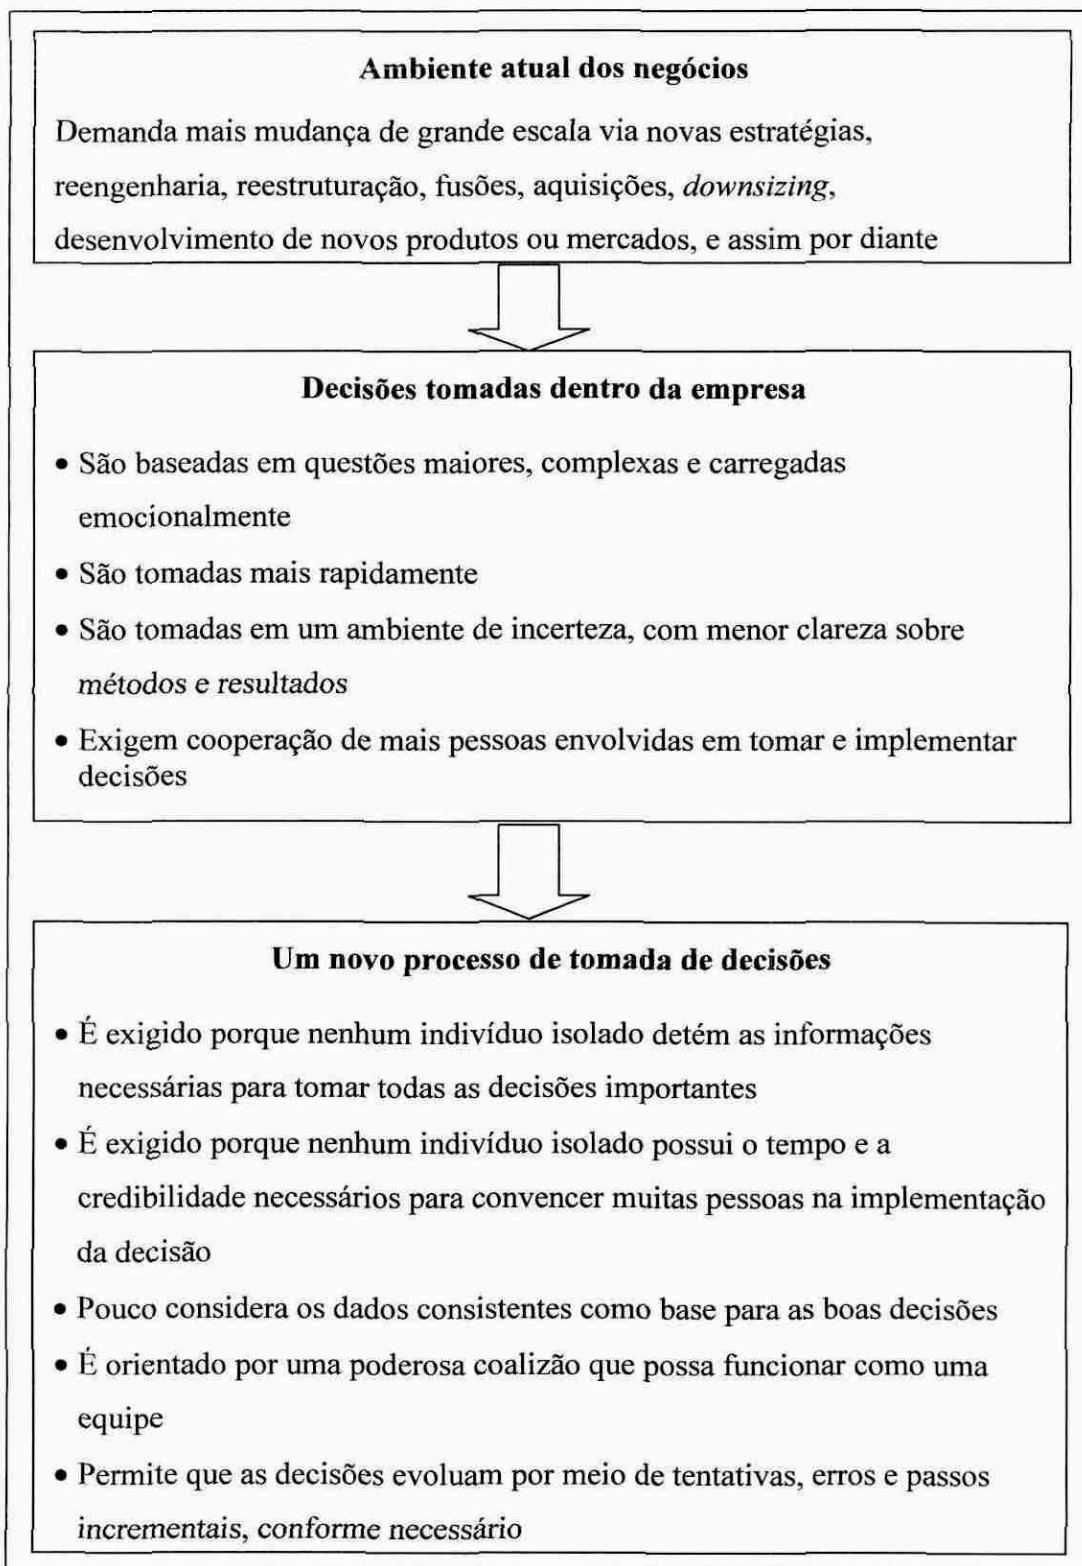 Ambiente atual dos negócios
Demanda mais mudança de grande escala via novas estratégias,
reengenharia, reestruturação, fusões, aquisições, downsizing,
desenvolvimento de novos produtos ou mercados, e assim por diante
Decisões tomadas dentro da empresa
• São baseadas em questões maiores, complexas e carregadas
emocionalmente
• São tomadas mais rapidamente
• São tomadas em um ambiente de incerteza, com menor clareza sobre
métodos e resultados
• Exigem cooperação de mais pessoas envolvidas em tomar e implementar
decisões
Um novo processo de tomada de decisões
• É exigido porque nenhum indivíduo isolado detém as informações
necessárias para tomar todas as decisões importantes
• É exigido porque nenhum indivíduo isolado possui o tempo e a
credibilidade necessários para convencer muitas pessoas na implementação
da decisão
• Pouco considera os dados consistentes como base para as boas decisões
• É orientado por uma poderosa coalizão que possa funcionar como uma
equipe
• Permite que as decisões evoluam por meio de tentativas, erros e passos
incrementais, conforme necessário